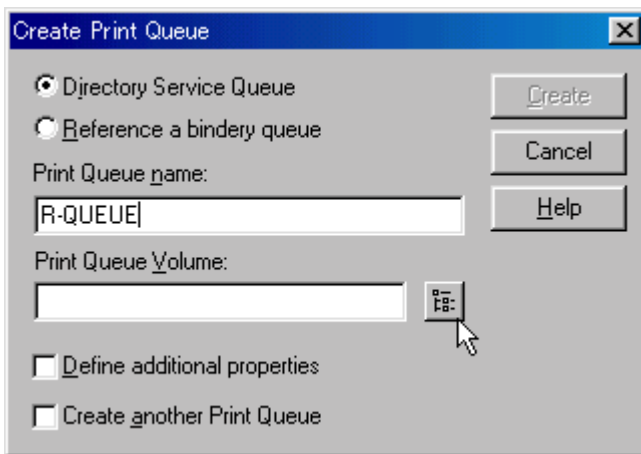 Create Print Queue
Directory Service Queue
Create
Reference a bindery queue
Cancel
Print Queue name:
Help
R-QUEUE
Print Queue Volume:
Define additional properties
Create another Print Queue